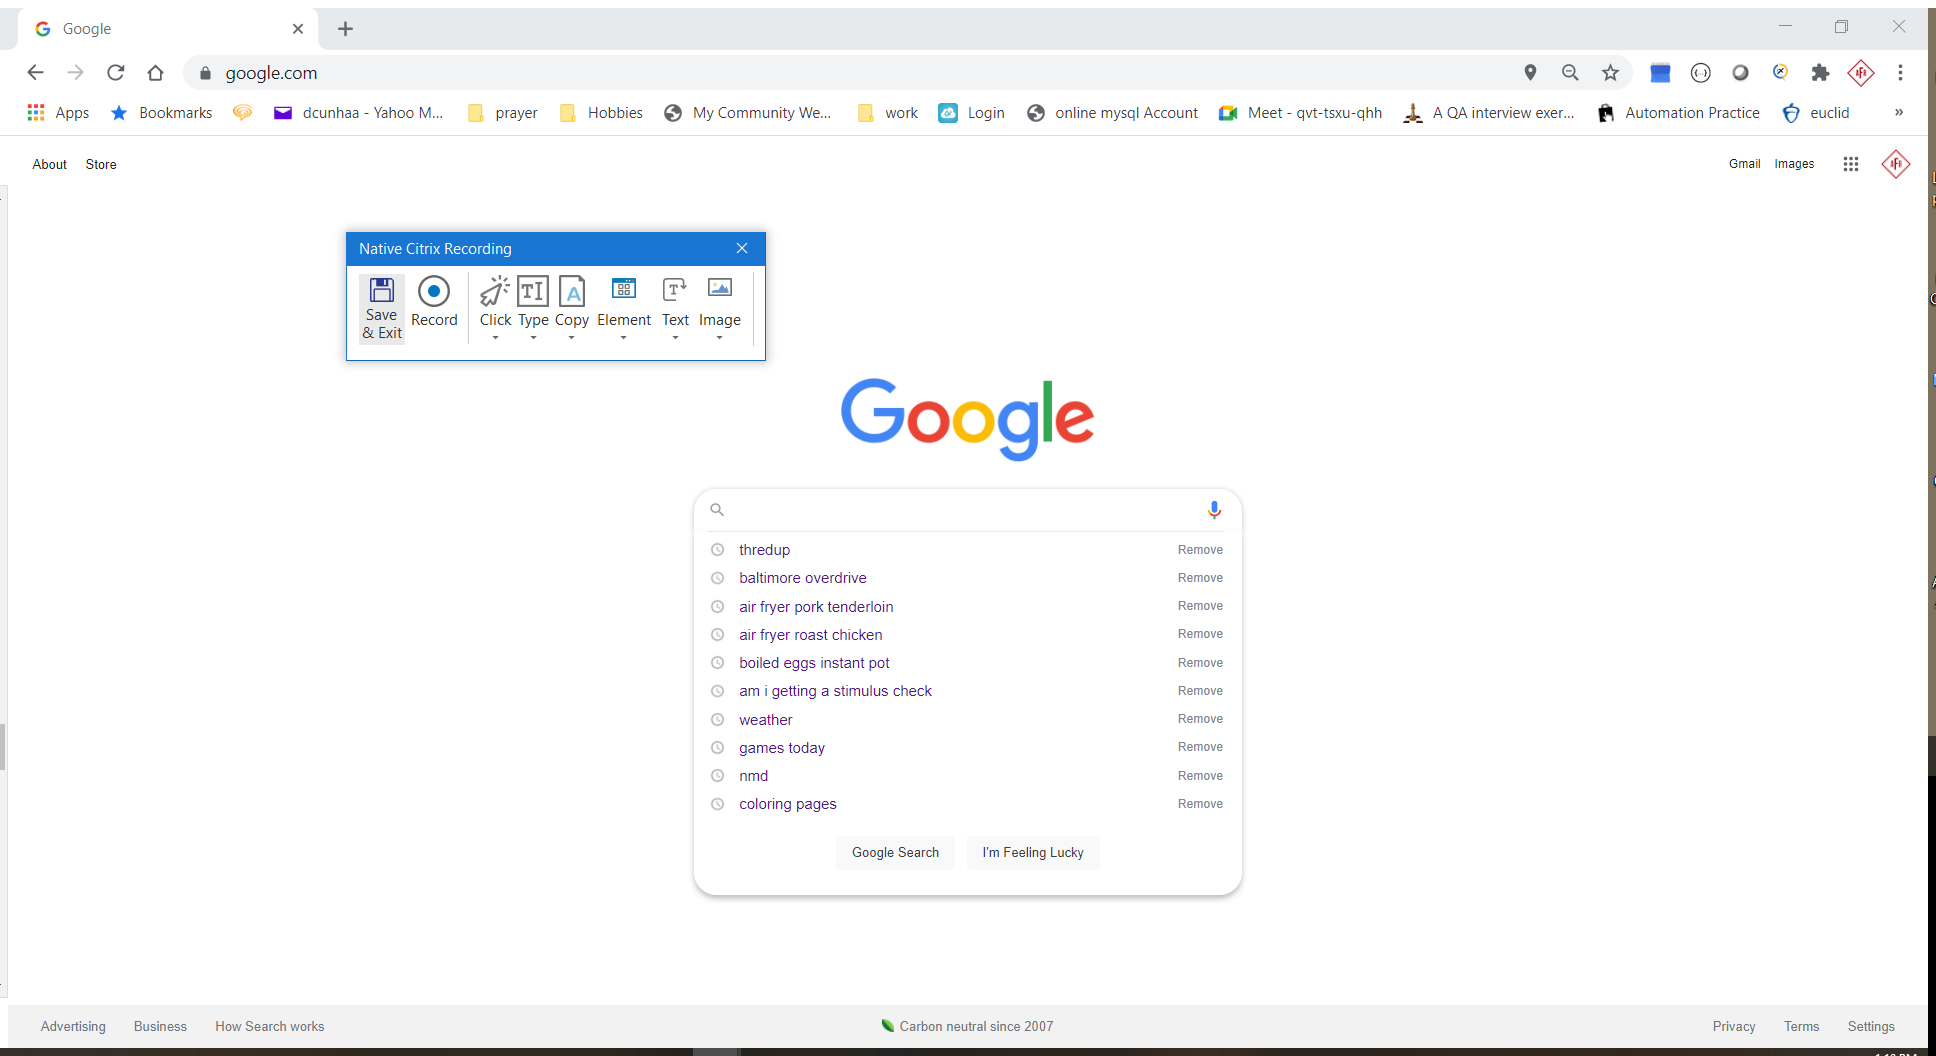 Google
google.com
Apps Bookmarks dcunhaa - Yahoo M... prayer Hobbies My Community We... work Login online mysql Account Meet - qvt-tsxu-qhh A QA interview exer... Automation Practice euclid »
About Store Gmail Images
Native Citrix Recording
Save & Exit Record Click Type Copy Element Text Image
Google
thredup Remove
baltimore overdrive Remove
air fryer pork tenderloin Remove
air fryer roast chicken Remove
boiled eggs instant pot Remove
am i getting a stimulus check Remove
weather Remove
games today Remove
nmd Remove
coloring pages Remove
Google Search I'm Feeling Lucky
Advertising Business How Search works Carbon neutral since 2007 Privacy Terms Settings